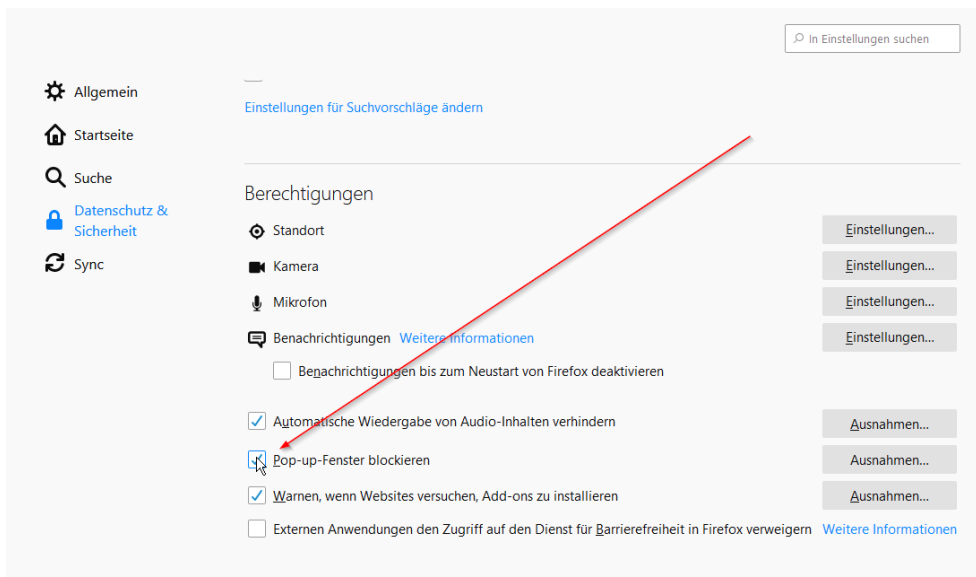 In Einstellungen suchen
Allgemein
Startseite
Suche
Datenschutz &
Sicherheit
Sync
Einstellungen für Suchvorschläge ändern
Berechtigungen
Standort Einstellungen...
Kamera Einstellungen...
Mikrofon Einstellungen...
Benachrichtigungen Weitere Informationen Einstellungen...
Benachrichtigungen bis zum Neustart von Firefox deaktivieren
Automatische Wiedergabe von Audio-Inhalten verhindern Ausnahmen...
Pop-up-Fenster blockieren Ausnahmen...
Warnen, wenn Websites versuchen, Add-ons zu installieren Ausnahmen...
Externen Anwendungen den Zugriff auf den Dienst für Barrierefreiheit in Firefox verweigern Weitere Informationen